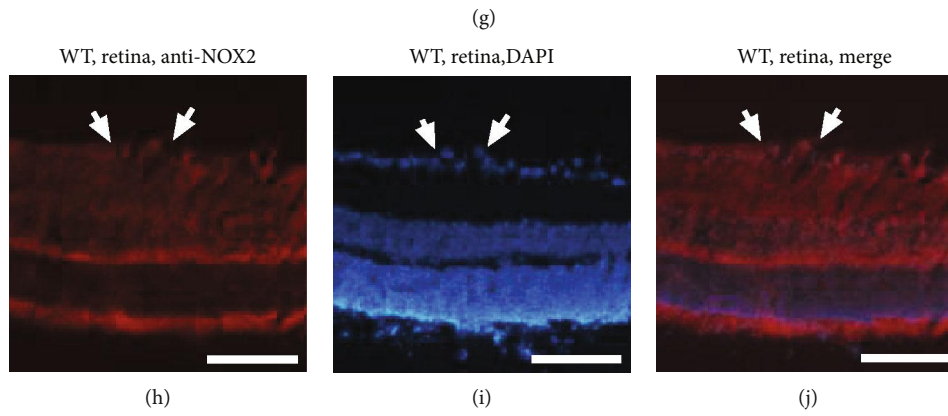 (g)
WT, retina, anti-NOX2
WT, retina,DAPI
WT, retina, merge
(h)
(i)
(j)